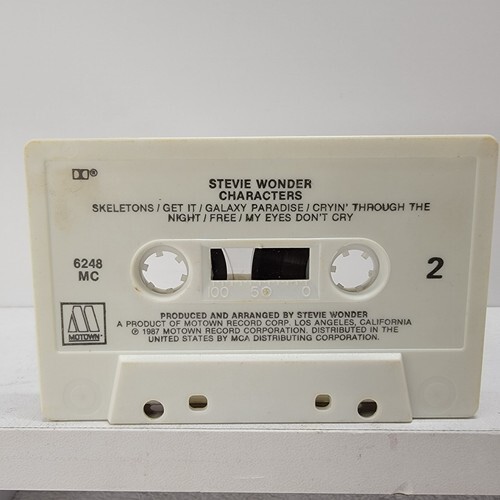 STEVIE WONDER
CHARACTERS
SKELETONS / GET IT / GALAXY PARADISE / CRYIN' THROUGH THE
NIGHT / FREE / MY EYES DON'T CRY
6248
MC
2
100 50 0
PRODUCED AND ARRANGED BY STEVIE WONDER
A PRODUCT OF MOTOWN RECORD CORP. LOS ANGELES, CALIFORNIA
℗ 1987 MOTOWN RECORD CORPORATION. DISTRIBUTED IN THE
UNITED STATES BY MCA DISTRIBUTING CORPORATION.
M
MOTOWN